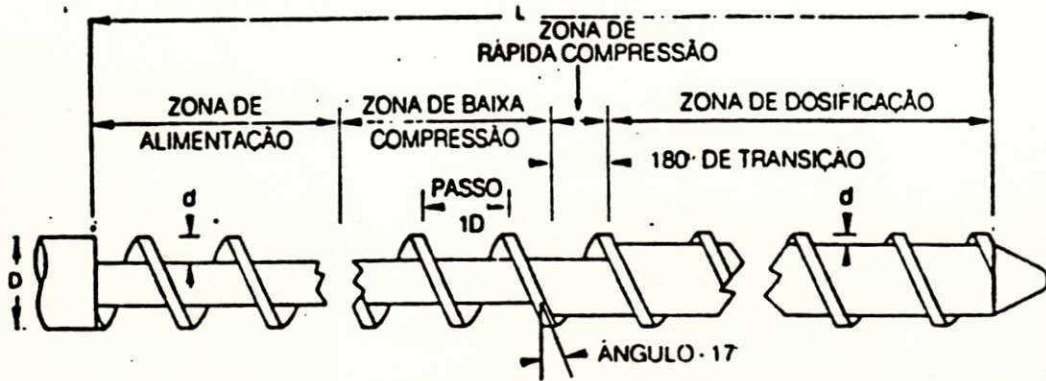 L
ZONA DE
RÁPIDA COMPRESSÃO
ZONA DE
ALIMENTAÇÃO
ZONA DE BAIXA
COMPRESSÃO
ZONA DE DOSIFICAÇÃO
180° DE TRANSIÇÃO
d
PASSO
1D
d
D
ÂNGULO - 17